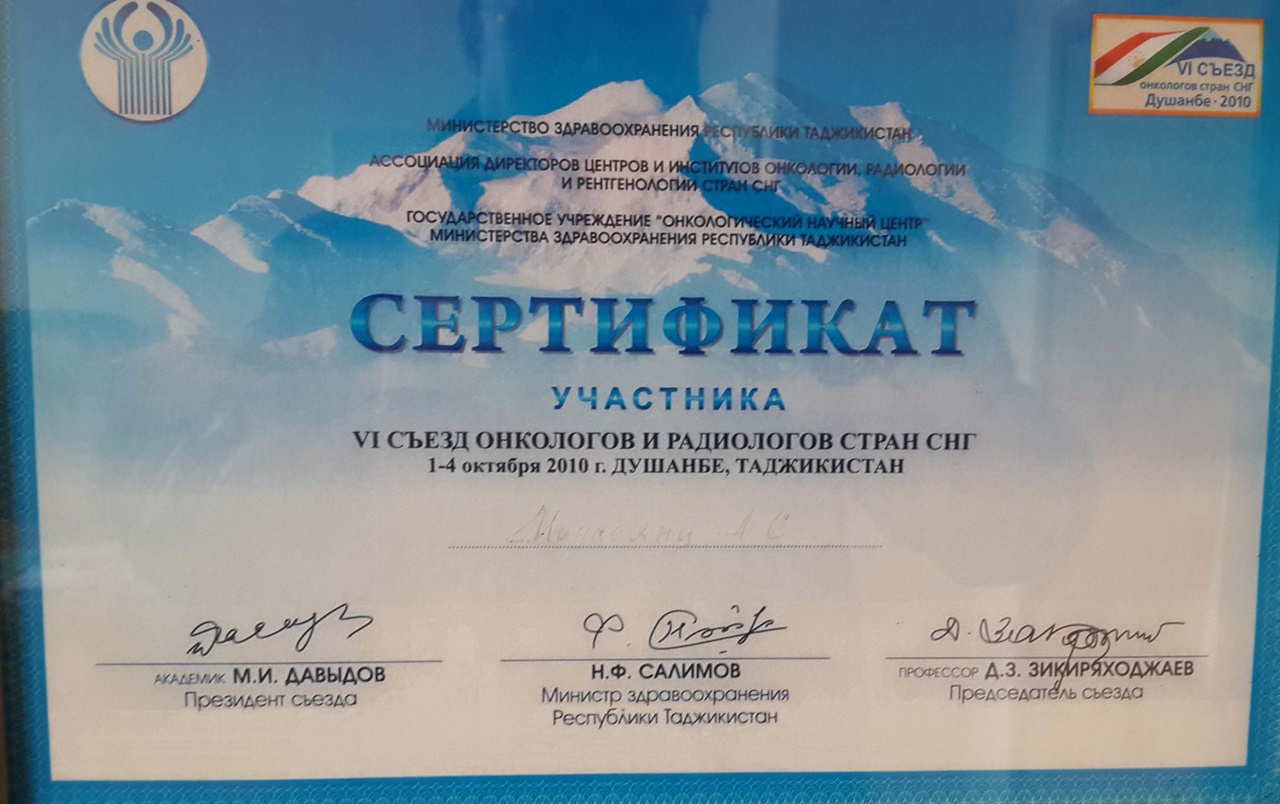 VI СЪЕЗД
онкологов стран СНГ
Душанбе · 2010
МИНИСТЕРСТВО ЗДРАВООХРАНЕНИЯ РЕСПУБЛИКИ ТАДЖИКИСТАН
АССОЦИАЦИЯ ДИРЕКТОРОВ ЦЕНТРОВ И ИНСТИТУТОВ ОНКОЛОГИИ, РАДИОЛОГИИ
И РЕНТГЕНОЛОГИИ СТРАН СНГ
ГОСУДАРСТВЕННОЕ УЧРЕЖДЕНИЕ "ОНКОЛОГИЧЕСКИЙ НАУЧНЫЙ ЦЕНТР"
МИНИСТЕРСТВА ЗДРАВООХРАНЕНИЯ РЕСПУБЛИКИ ТАДЖИКИСТАН
СЕРТИФИКАТ
УЧАСТНИКА
VI СЪЕЗД ОНКОЛОГОВ И РАДИОЛОГОВ СТРАН СНГ
1-4 октября 2010 г. ДУШАНБЕ, ТАДЖИКИСТАН
АКАДЕМИК М.И. ДАВЫДОВ
Президент съезда
Н.Ф. САЛИМОВ
Министр здравоохранения
Республики Таджикистан
ПРОФЕССОР Д.З. ЗИКИРЯХОДЖАЕВ
Председатель съезда